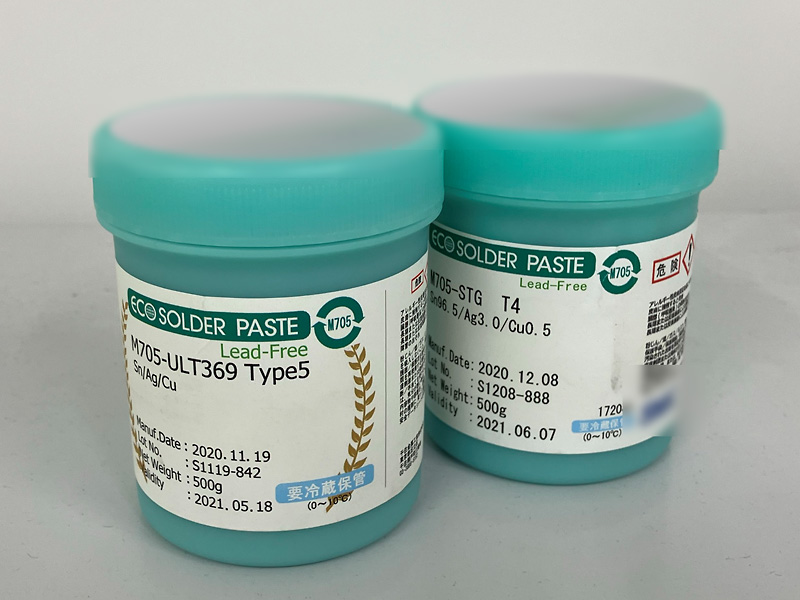 ECO SOLDER PASTE
M705
Lead-Free
M705-ULT369 Type5
Sn/Ag/Cu
Manuf.Date : 2020.11.19
Lot No. : S1119-842
Net Weight : 500g
Validity : 2021.05.18
要冷蔵保管
(0～10℃)
ECO SOLDER PASTE
M705
Lead-Free
危険
M705-STG T4
Sn96.5/Ag3.0/Cu0.5
Manuf.Date: 2020.12.08
Lot No. : S1208-888
Net Weight : 500g
Validity : 2021.06.07
1720
要冷蔵保
(0～10℃)